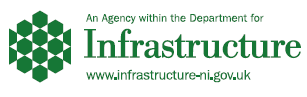 An Agency within the Department for
Infrastructure
www.infrastructure-ni.gov.uk